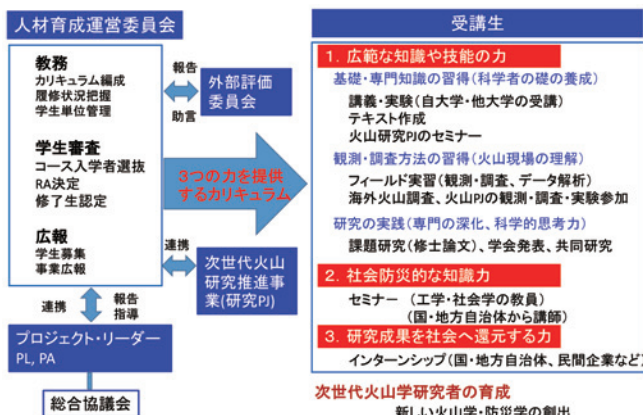 人材育成運営委員会
教務
カリキュラム編成
履修状況把握
学生単位管理
学生審査
コース入学者選抜
RA決定
修了生認定
広報
学生募集
事業広報
報告
助言
外部評価
委員会
3つの力を提供
するカリキュラム
連携
次世代火山
研究推進事
業(研究PJ)
連携
報告
指導
プロジェクト・リーダー
PL, PA
総合協議会
受講生
1. 広範な知識や技能の力
基礎・専門知識の習得(科学者の礎の養成)
講義・実験(自大学・他大学の受講)
テキスト作成
火山研究PJのセミナー
観測・調査方法の習得(火山現場の理解)
フィールド実習(観測・調査、データ解析)
海外火山調査、火山PJの観測・調査・実験参加
研究の実践(専門の深化、科学的思考力)
課題研究(修士論文)、学会発表、共同研究
2. 社会防災的な知識力
セミナー (工学・社会学の教員)
(国・地方自治体から講師)
3. 研究成果を社会へ還元する力
インターンシップ(国・地方自治体、民間企業など)
次世代火山学研究者の育成
新しい火山学・防災学の創出